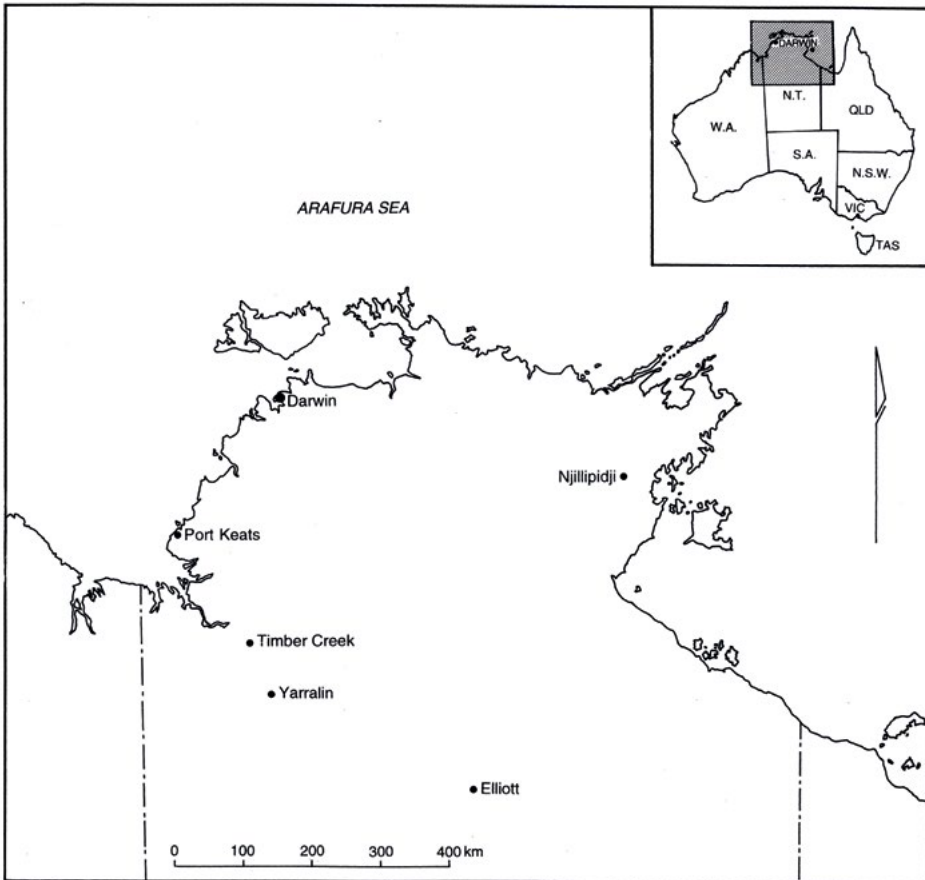 DARWIN
N.T.
QLD
W.A.
S.A.
N.S.W.
VIC
TAS
ARAFURA SEA
Darwin
Njillipidji
Port Keats
Timber Creek
Yarralin
Elliott
0 100 200 300 400 km